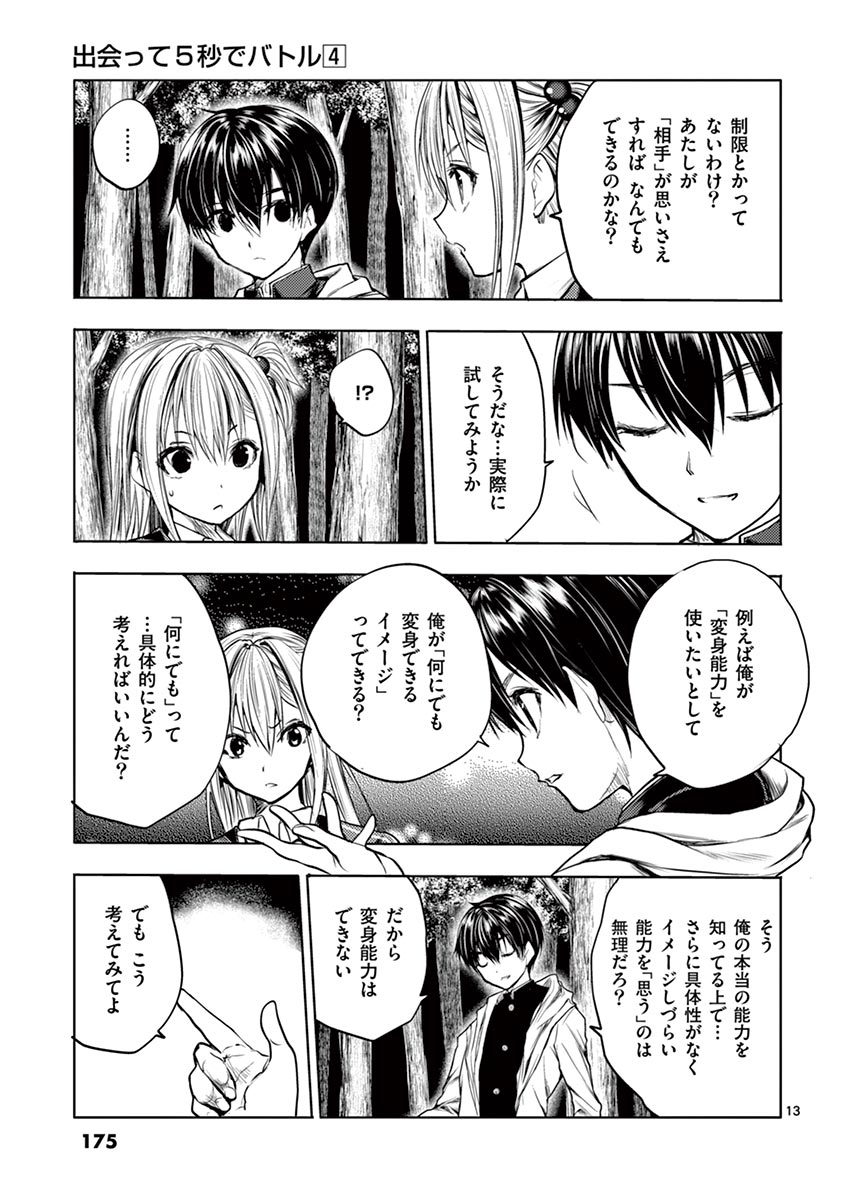 出会って5秒でバトル4
制限とかって
ないわけ?
あたしが
「相手」が思いさえ
すれば なんでも
できるのかな?
……
そうだな…実際に
試してみようか
!?
例えば俺が
「変身能力」を
使いたいとして
俺が「何にでも
変身できる
イメージ」
ってできる?
「何にでも」って
…具体的にどう
考えればいいんだ?
そう
俺の本当の能力を
知ってる上で…
さらに具体性がなく
イメージしづらい
能力を「思う」のは
無理だろ?
だから
変身能力は
できない
でも こう
考えてみてよ
13
175